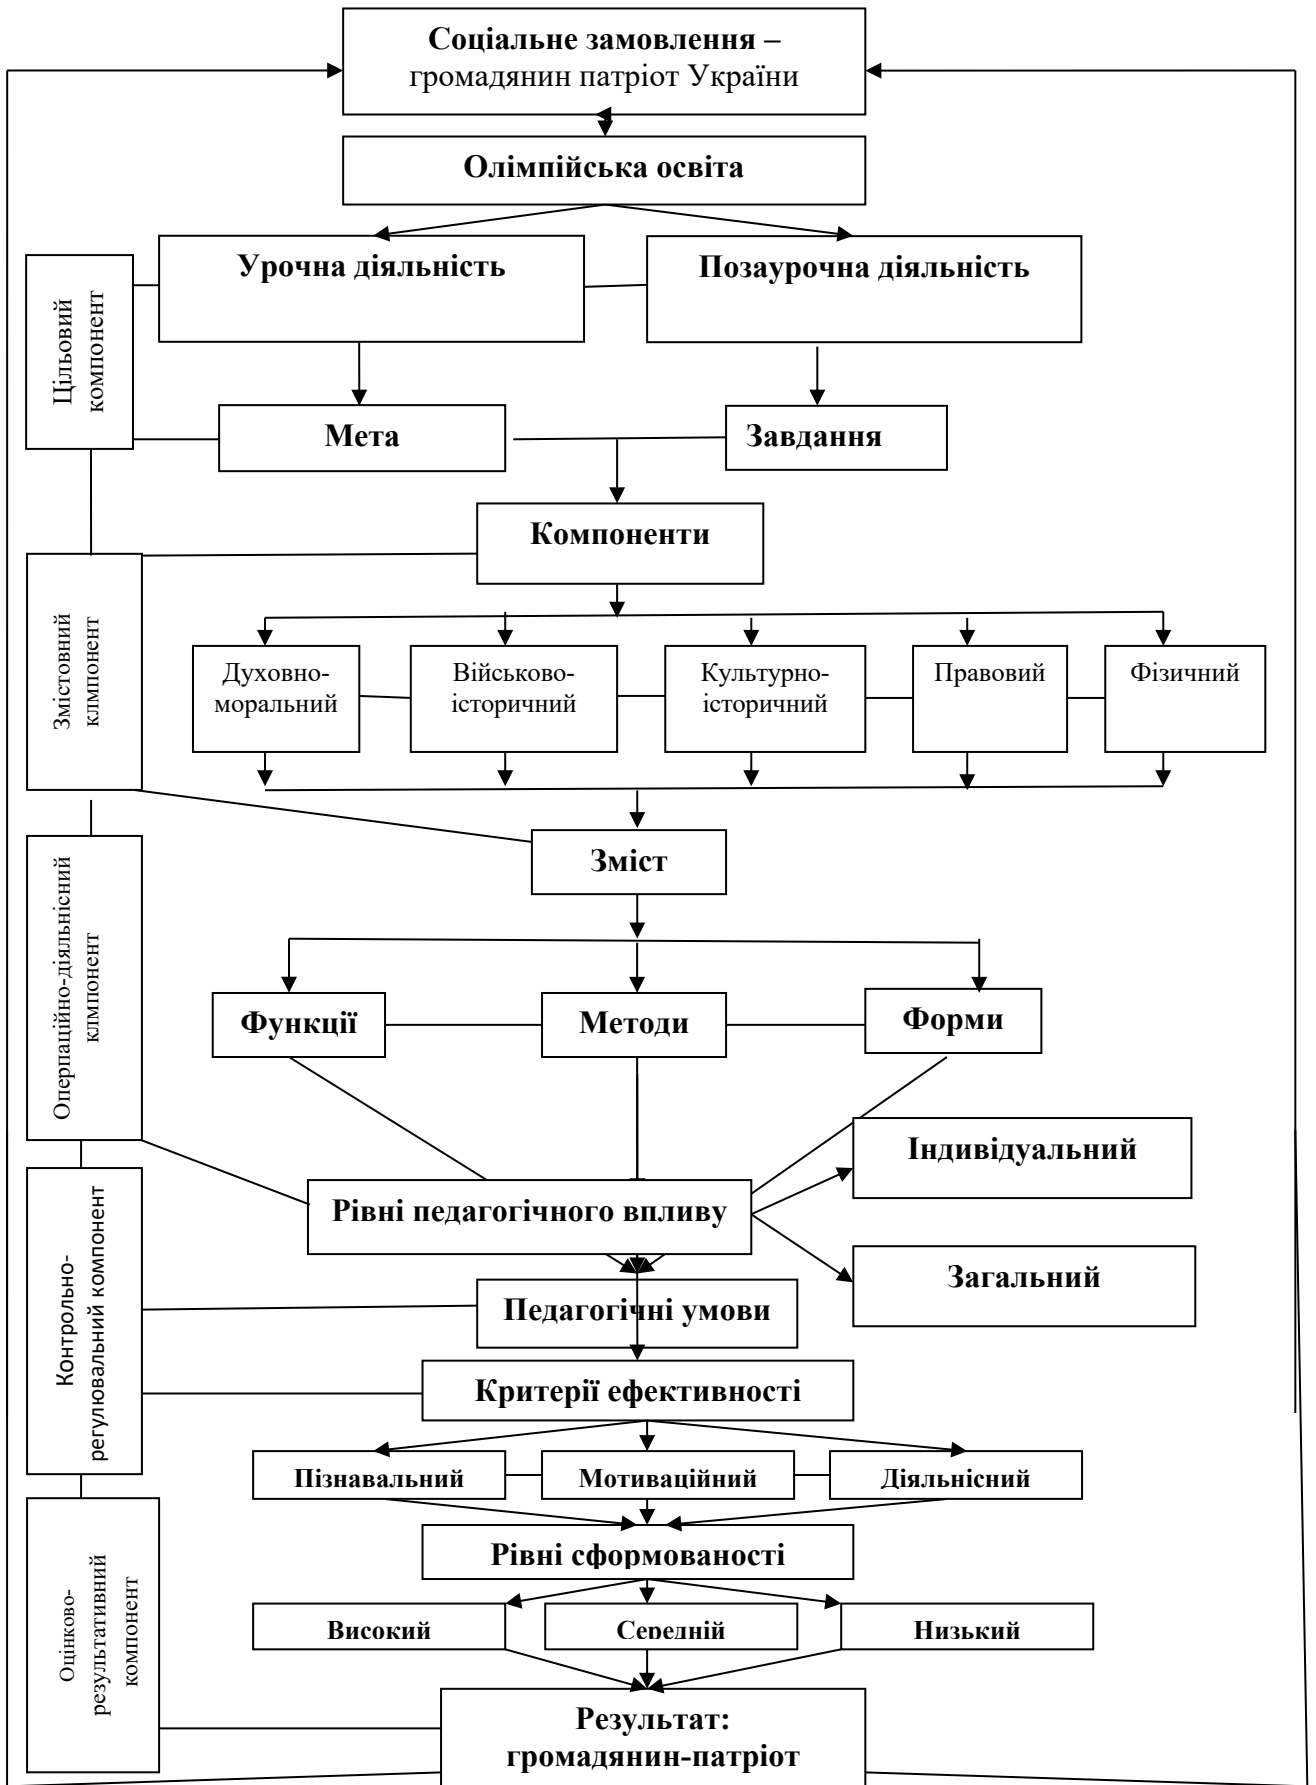 Соціальне замовлення –
громадянин патріот України
Олімпійська освіта
Урочна діяльність
Позаурочна діяльність
Цільовий
компонент
Мета
Завдання
Компоненти
Змістовний
клмпонент
Духовно-
моральний
Військово-
історичний
Культурно-
історичний
Правовий
Фізичний
Зміст
Оперпаційно-діяльнісний
клмпонент
Функції
Методи
Форми
Індивідуальний
Рівні педагогічного впливу
Загальний
Контрольно-
регулювальний компонент
Педагогічні умови
Критерії ефективності
Пізнавальний
Мотиваційний
Діяльнісний
Рівні сформованості
Оцінково-
результативний
компонент
Високий
Середній
Низький
Результат:
громадянин-патріот